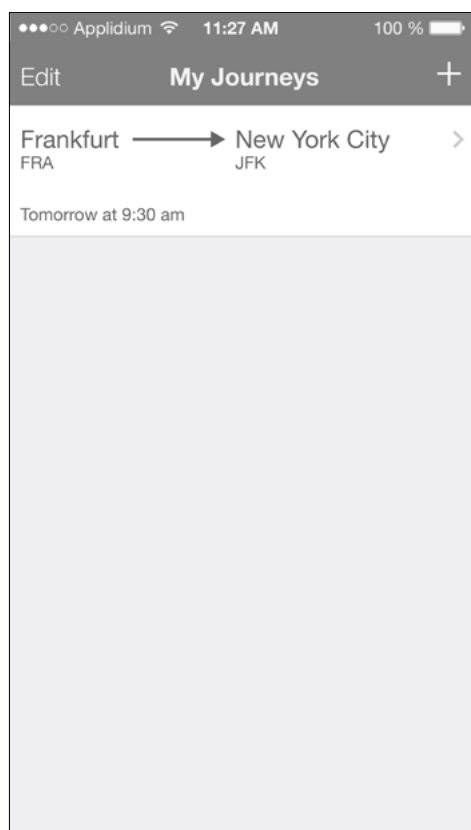 Applidium 11:27 AM 100 %
Edit My Journeys +
Frankfurt New York City
FRA JFK
Tomorrow at 9:30 am